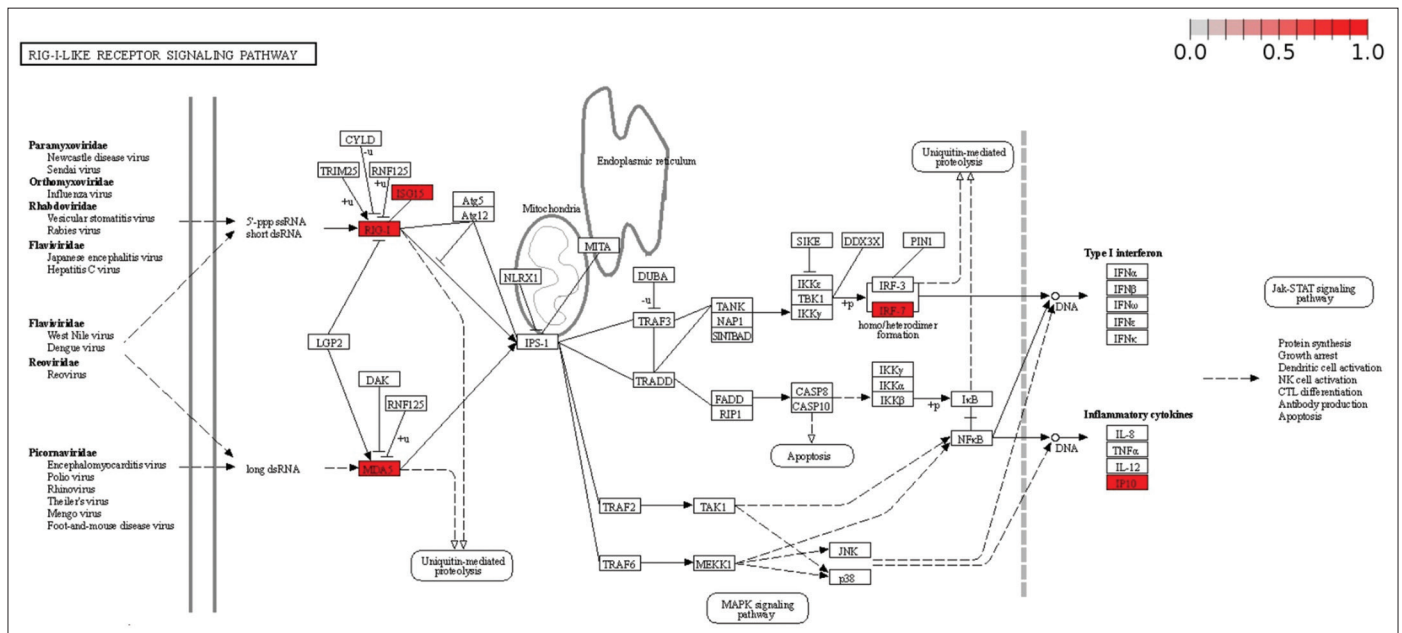 RIG-I-LIKE RECEPTOR SIGNALING PATHWAY
0.0 0.5 1.0
Paramyxoviridae
Newcastle disease virus
Sendai virus
Orthomyxoviridae
Influenza virus
Rhabdoviridae
Vesicular stomatitis virus
Rabies virus
Flaviviridae
Japanese encephalitis virus
Hepatitis C virus
Flaviviridae
West Nile virus
Dengue virus
Reoviridae
Reovirus
Picornaviridae
Encephalomyocarditis virus
Polio virus
Rhinovirus
Theiler's virus
Mengo virus
Foot-and-mouse disease virus
5'-ppp ssRNA
short dsRNA
long dsRNA
CYLD
-u
TRIM25
RNF125
+u
+u
ISG15
RIG-I
Atg5
Atg12
LGP2
DAK
RNF125
+u
MDA5
Uniquitin-mediated
proteolysis
Mitochondria
Endoplasmic reticulum
MITA
NLRX1
IPS-1
DUBA
-u
TRAF3
TRADD
TANK
NAP1
SINTBAD
FADD
RIP1
TRAF2
TAK1
TRAF6
MEKK1
MAPK signaling
pathway
SIKE
DDX3X
PIN1
IKKε
TBK1
IKKγ
+p
IRF-3
IRF-7
homo/heterodimer
formation
CASP8
CASP10
Apoptosis
IKKγ
IKKα
IKKβ
+p
IκB
NFκB
JNK
p38
Uniquitin-mediated
proteolysis
DNA
DNA
Type I interferon
IFNα
IFNβ
IFNω
IFNε
IFNκ
Inflammatory cytokines
IL-8
TNFα
IL-12
IP10
Jak-STAT signaling
pathway
Protein synthesis
Growth arrest
Dendritic cell activation
NK cell activation
CTL differentiation
Antibody production
Apoptosis